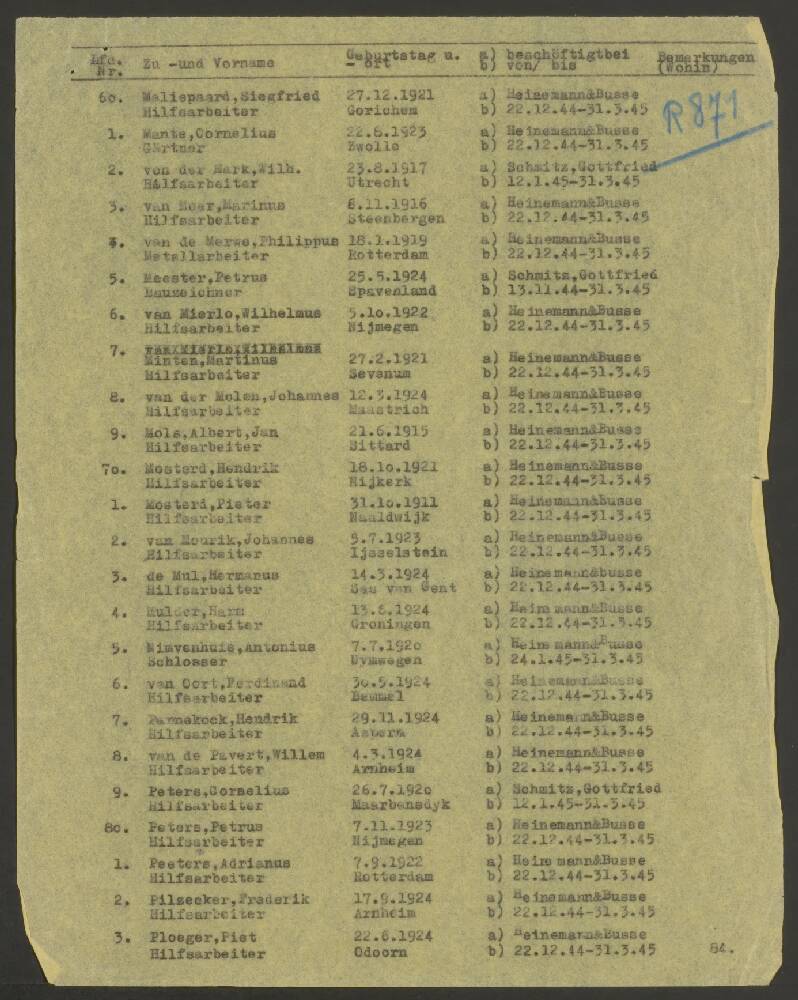 Lfd. Zu -und Vorname Geburtstag u. a) beschöftigtbei Bemerkungen
Nr. - ort b) von/ bis (wohin)
R 871
6o. Maliepaard,Siegfried 27.12.1921 a) Heinemann&Busse
Hilfsarbeiter Gorichem b) 22.12.44-31.3.45
1. Mante,Cornelius 22.6.1923 a) Heinemann&Busse
Gärtner Zwolle b) 22.12.44-31.3.45
2. von der Mark,Wilh. 23.8.1917 a) Schmitz,Gottfried
Hilfsarbeiter Utrecht b) 12.1.45-31.3.45
3. van Meer,Marinus 6.11.1916 a) Heinemann&Busse
Hilfsarbeiter Steenbergen b) 22.12.44-31.3.45
4. van de Merwe,Philippus 18.1.1919 a) Heinemann&Busse
Metallarbeiter Rotterdam b) 22.12.44-31.3.45
5. Meester,Petrus 25.5.1924 a) Schmitz,Gottfried
Bauzeichner Spavenland b) 13.11.44-31.3.45
6. van Mierlo,Wilhelmus 5.1o.1922 a) Heinemann&Busse
Hilfsarbeiter Nijmegen b) 22.12.44-31.3.45
7. van Mierlo,Wilhelmus
Minten,Martinus 27.2.1921 a) Heinemann&Busse
Hilfsarbeiter Sevenum b) 22.12.44-31.3.45
8. van der Molen,Johannes 12.3.1924 a) Heinemann&Busse
Hilfsarbeiter Maastrich b) 22.12.44-31.3.45
9. Mols,Albert,Jan 21.6.1915 a) Heinemann&Busse
Hilfsarbeiter Sittard b) 22.12.44-31.3.45
7o. Mosterd,Hendrik 18.1o.1921 a) Heinemann&Busse
Hilfsarbeiter Nijkerk b) 22.12.44-31.3.45
1. Mosterd,Pieter 31.1o.1911 a) Heinemann&Busse
Hilfsarbeiter Naaldwijk b) 22.12.44-31.3.45
2. van Mourik,Johannes 5.7.1923 a) Heinemann&Busse
Hilfsarbeiter Ijsselstein b) 22.12.44-31.3.45
3. de Mul,Hermanus 14.3.1924 a) Heinemann&busse
Hilfsarbeiter Sas van Gent b) 22.12.44-31.3.45
4. Mulder,Harm 13.6.1924 a) Heinemann&Busse
Hilfsarbeiter Groningen b) 22.12.44-31.3.45
5. Nimvenhuis,Antonius 7.7.192o a) Heinemann&Busse
Schlosser Nymwegen b) 24.1.45-31.3.45
6. van Oort,Ferdinand 3o.5.1924 a) Heinemann&Busse
Hilfsarbeiter Bemmel b) 22.12.44-31.3.45
7. Pannekock,Hendrik 29.11.1924 a) Heinemann&Busse
Hilfsarbeiter Aspern b) 22.12.44-31.3.45
8. van de Pavert,Willem 4.3.1924 a) Heinemann&Busse
Hilfsarbeiter Arnheim b) 22.12.44-31.3.45
9. Peters,Cornelius 26.7.192o a) Schmitz,Gottfried
Hilfsarbeiter Maarbensdyk b) 12.1.45-31.3.45
8o. Peters,Petrus 7.11.1923 a) Heinemann&Busse
Hilfsarbeiter Nijmegen b) 22.12.44-31.3.45
1. Peeters,Adrianus 7.9.1922 a) Heinemann&Busse
Hilfsarbeiter Rotterdam b) 22.12.44-31.3.45
2. Pilzecker,Frederik 17.9.1924 a) Heinemann&Busse
Hilfsarbeiter Arnheim b) 22.12.44-31.3.45
3. Ploeger,Piet 22.6.1924 a) Heinemann&Busse
Hilfsarbeiter Odoorn b) 22.12.44-31.3.45 84.